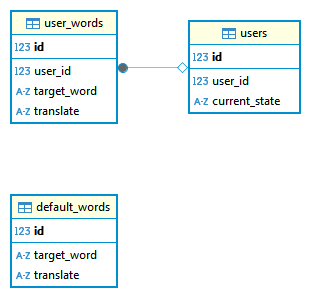 user_words
123 id
123 user_id
A-Z target_word
A-Z translate
users
123 id
123 user_id
A-Z current_state
default_words
123 id
A-Z target_word
A-Z translate